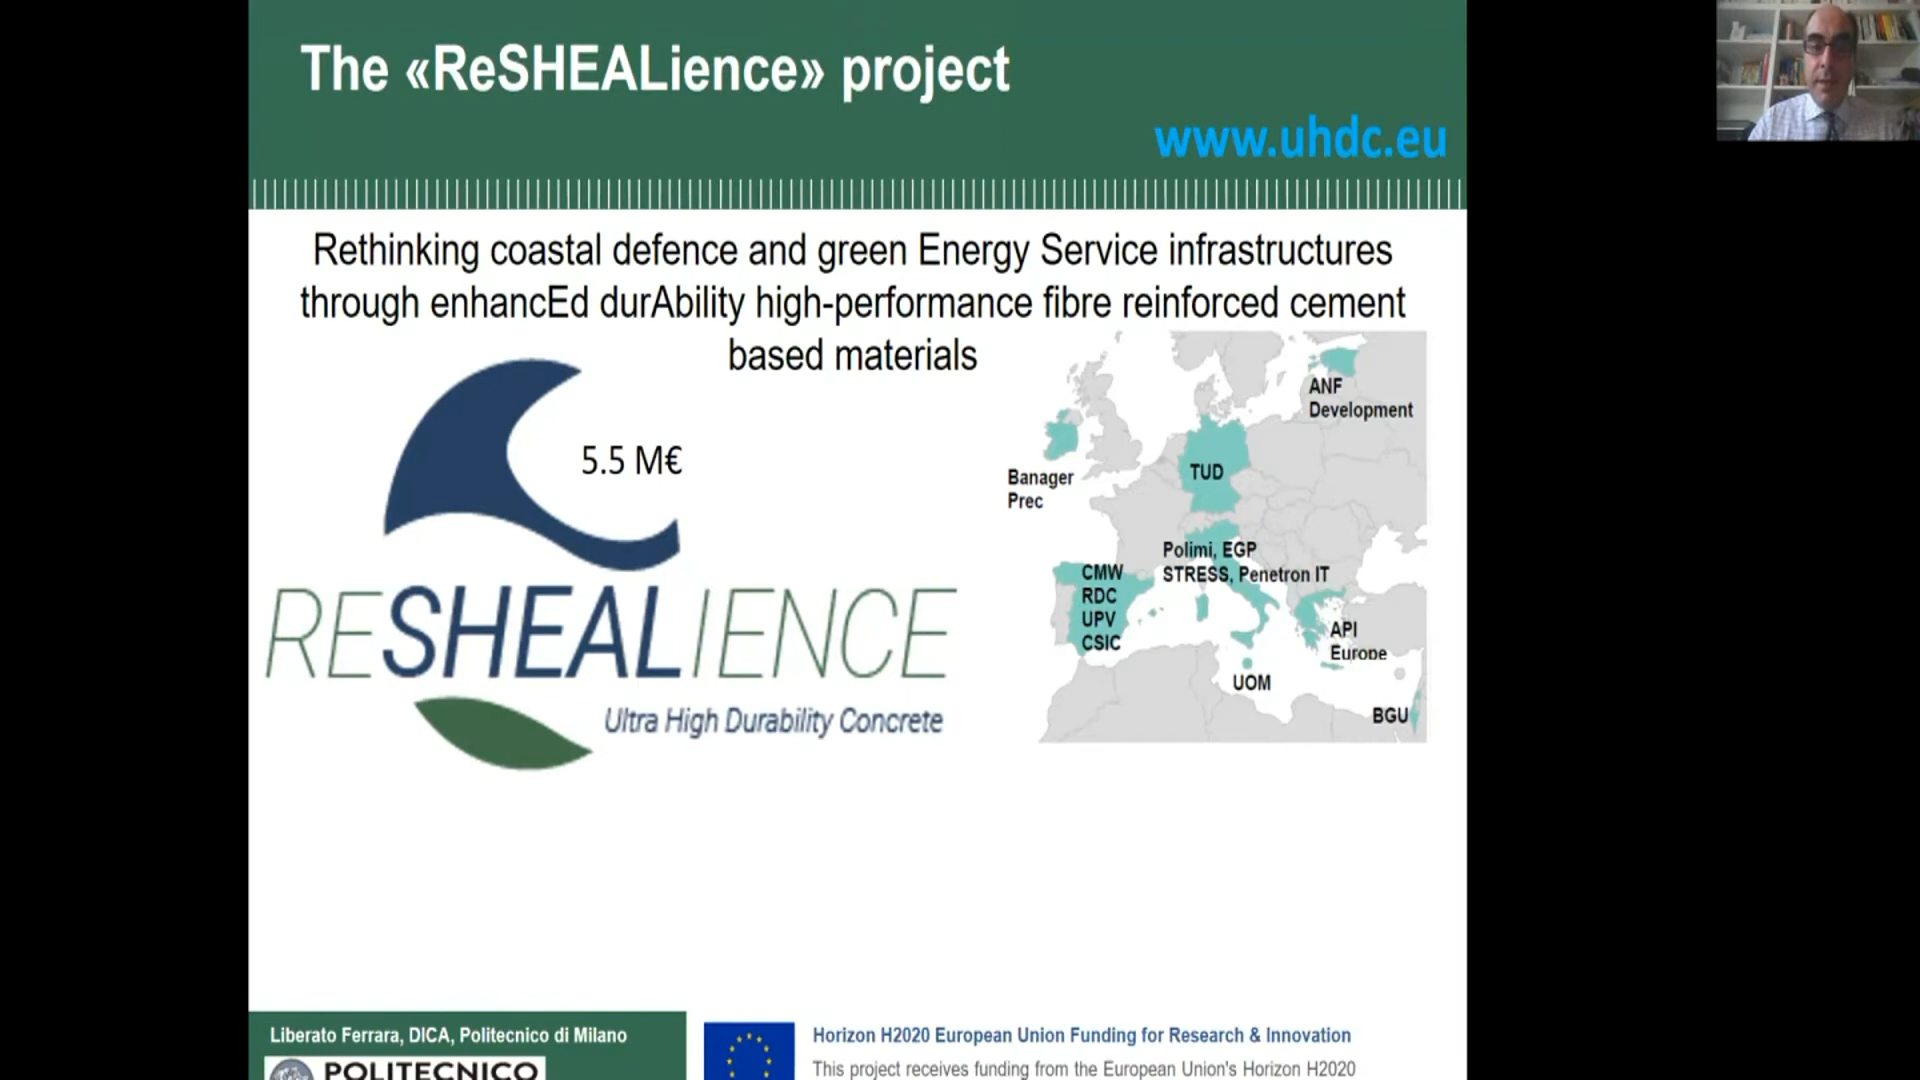 The «ReSHEALience» project
www.uhdc.eu
Rethinking coastal defence and green Energy Service infrastructures
through enhancEd durAbility high-performance fibre reinforced cement
based materials
5.5 M€
RESHEALIENCE
Ultra High Durability Concrete
ANF
Development
Banager
Prec
TUD
Polimi, EGP
STRESS, Penetron IT
CMW
RDC
UPV
CSIC
API
Europe
UOM
BGU
Liberato Ferrara, DICA, Politecnico di Milano
POLITECNICO
Horizon H2020 European Union Funding for Research & Innovation
This project receives funding from the European Union's Horizon H2020